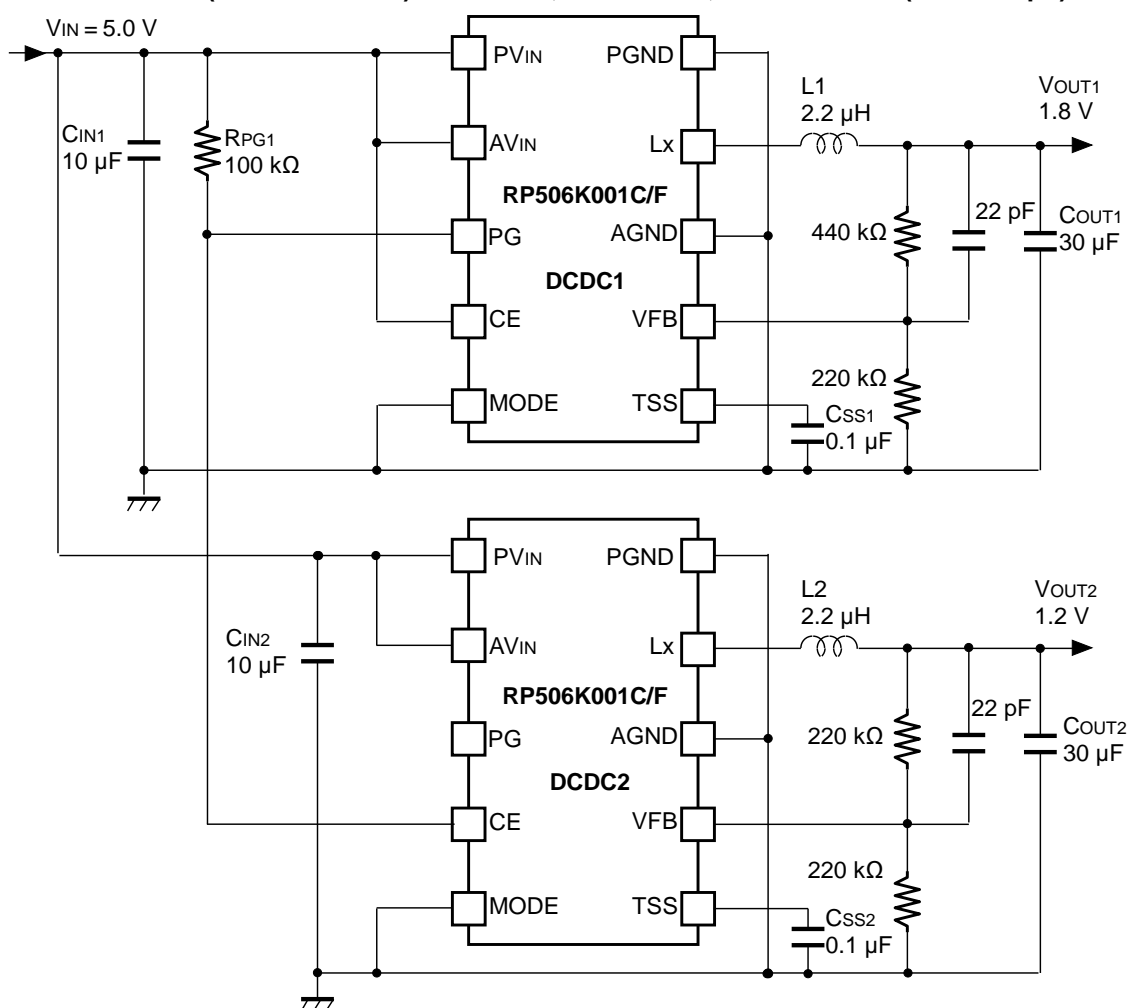 VIN = 5.0 V
PVIN
PGND
L1
2.2 µH
VOUT1
1.8 V
CIN1
10 µF
RPG1
100 kΩ
AVIN
Lx
RP506K001C/F
PG
AGND
440 kΩ
22 pF
COUT1
30 µF
DCDC1
CE
VFB
220 kΩ
MODE
TSS
CSS1
0.1 µF
PVIN
PGND
L2
2.2 µH
VOUT2
1.2 V
CIN2
10 µF
AVIN
Lx
RP506K001C/F
PG
AGND
220 kΩ
22 pF
COUT2
30 µF
DCDC2
CE
VFB
220 kΩ
MODE
TSS
CSS2
0.1 µF